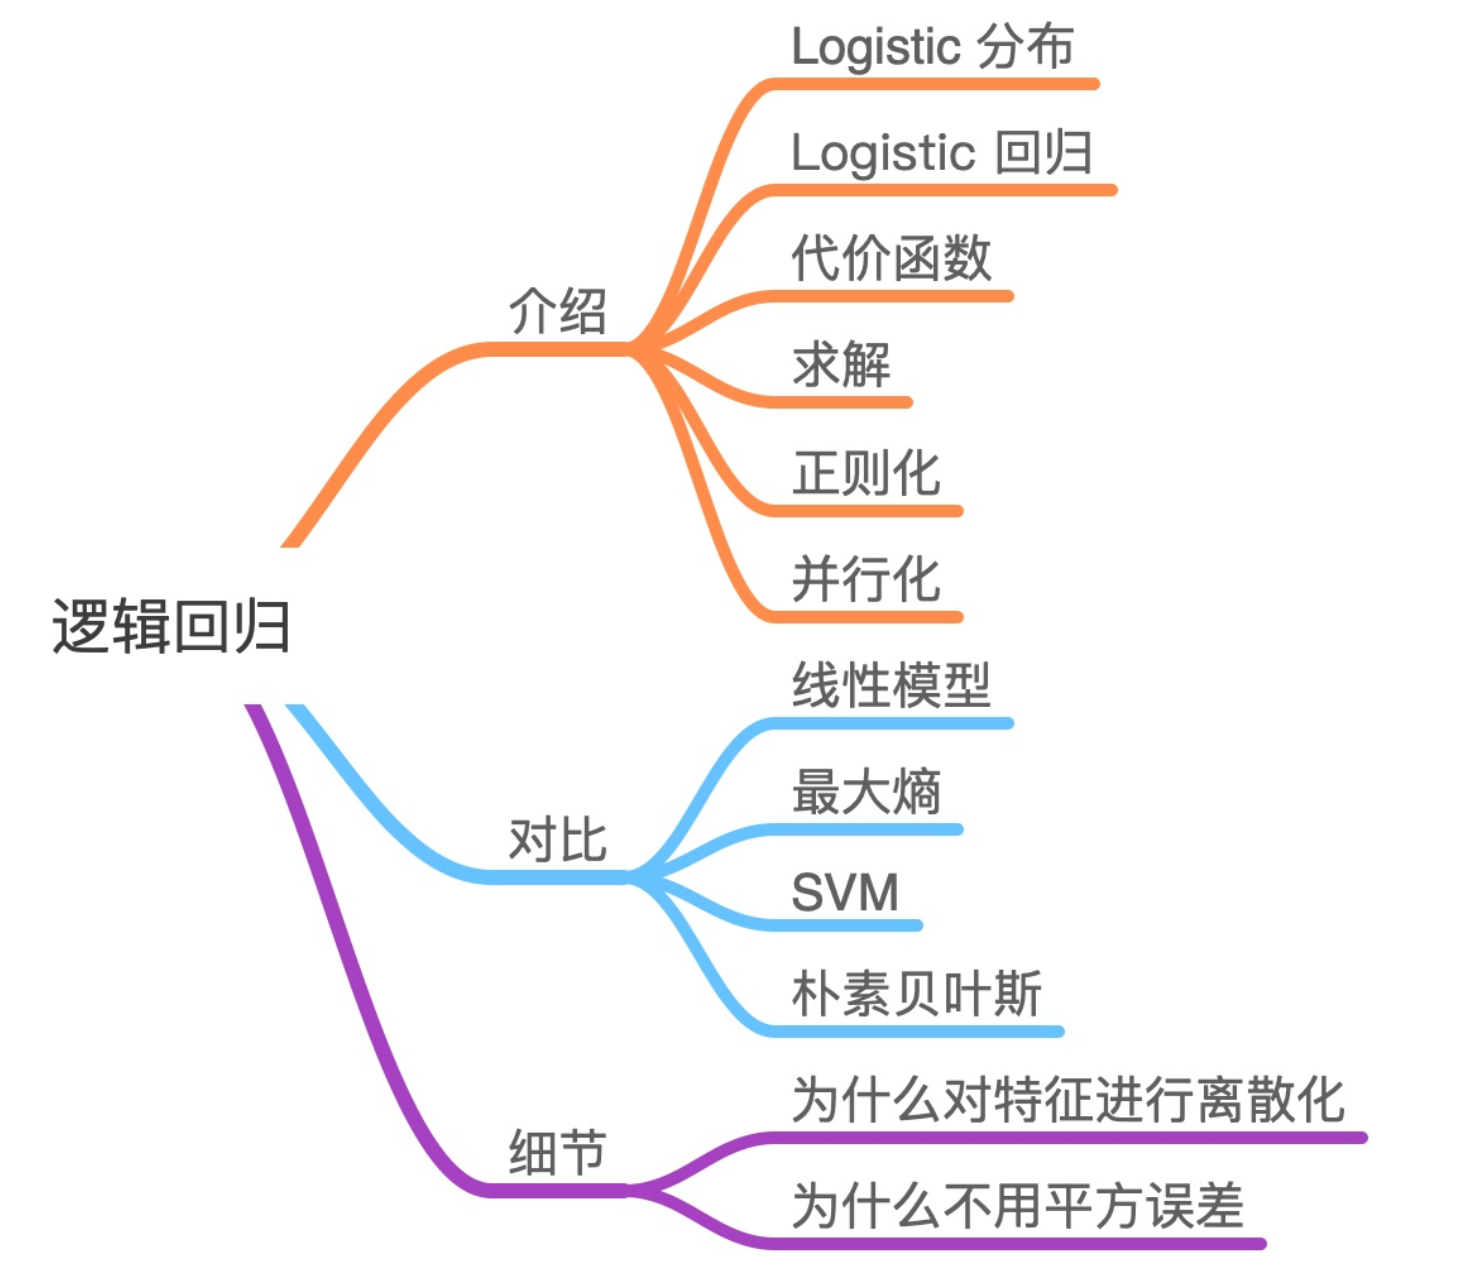 Logistic 分布
Logistic 回归
代价函数
介绍
求解
正则化
并行化
逻辑回归
线性模型
最大熵
对比
SVM
朴素贝叶斯
为什么对特征进行离散化
细节
为什么不用平方误差